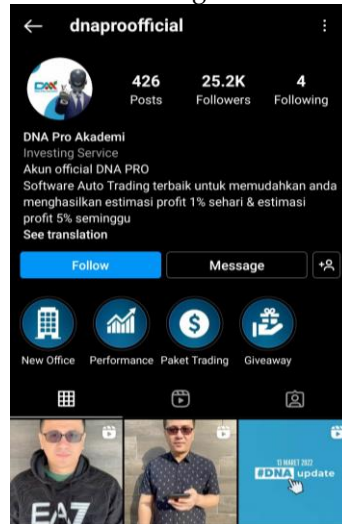 dnaproofficial
426
25.2K
4
Posts
Followers
Following
DNA Pro Akademi
Investing Service
Akun official DNA PRO
Software Auto Trading terbaik untuk memudahkan anda
menghasilkan estimasi profit 1% sehari & estimasi
profit 5% seminggu
See translation
Follow
Message
New Office
Performance
Paket Trading
Giveaway
EA7
13 MARET 2022
#DNA update